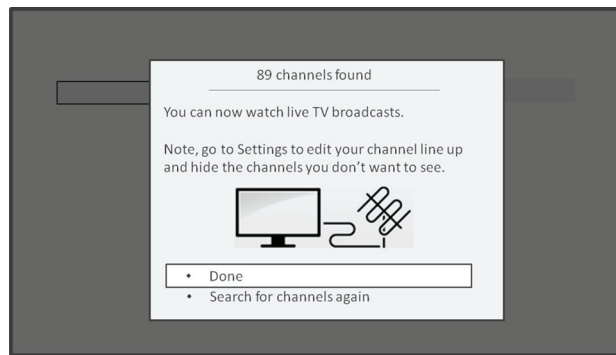 89 channels found
You can now watch live TV broadcasts.
Note, go to Settings to edit your channel line up
and hide the channels you don't want to see.
• Done
• Search for channels again